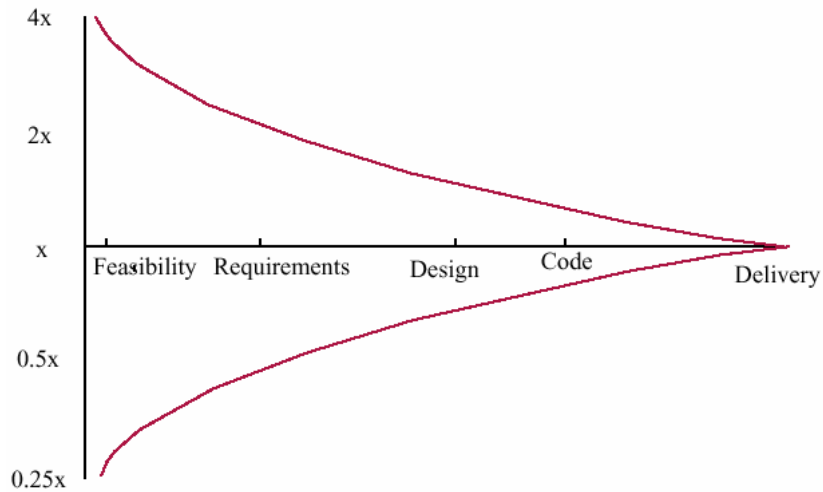 4x
2x
x
Feasibility Requirements Design Code Delivery
0.5x
0.25x